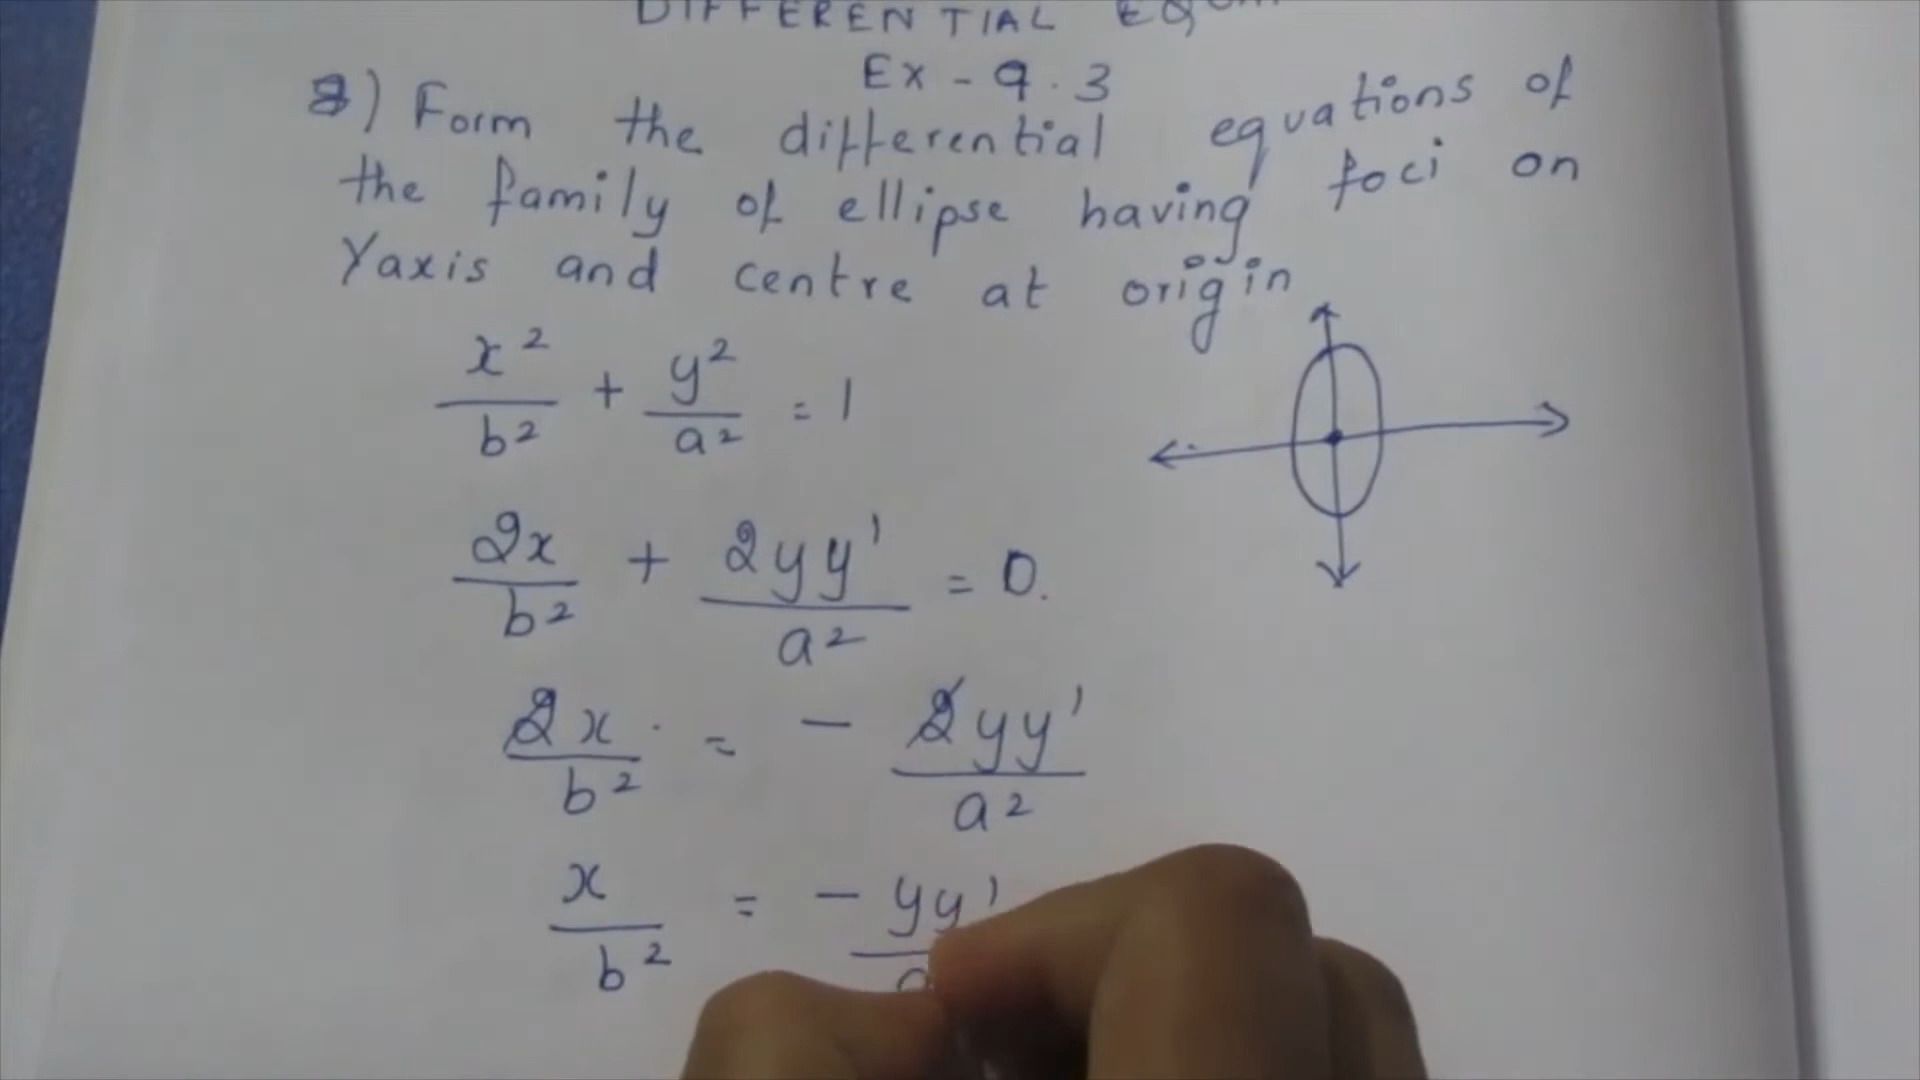 DIFFERENTIAL
Ex - 9.3
8) Form the differential equations of
the family of ellipse having foci on
Yaxis and centre at origin
x²/b² + y²/a² = 1
2x/b² + 2yy'/a² = 0.
2x/b² = - 2yy'/a²
x/b² = - yy'